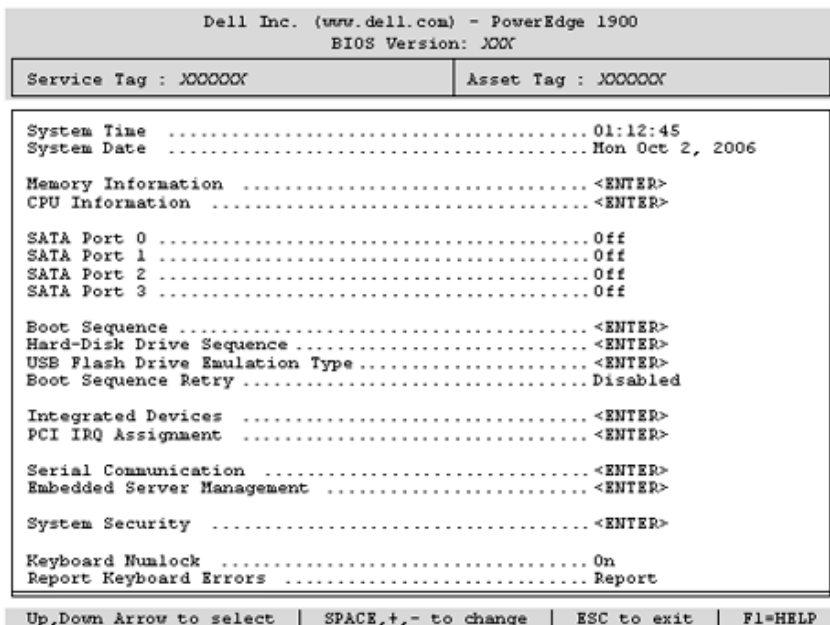 Dell Inc. (www.dell.com) - PowerEdge 1900
BIOS Version: XXX
Service Tag : XXXXXX Asset Tag : XXXXXX
System Time ....................................... 01:12:45
System Date ....................................... Mon Oct 2, 2006
Memory Information ................................ <ENTER>
CPU Information ................................... <ENTER>
SATA Port 0 ........................................ Off
SATA Port 1 ........................................ Off
SATA Port 2 ........................................ Off
SATA Port 3 ........................................ Off
Boot Sequence ...................................... <ENTER>
Hard-Disk Drive Sequence ........................... <ENTER>
USB Flash Drive Emulation Type ..................... <ENTER>
Boot Sequence Retry ................................ Disabled
Integrated Devices ................................ <ENTER>
PCI IRQ Assignment ................................ <ENTER>
Serial Communication .............................. <ENTER>
Embedded Server Management ........................ <ENTER>
System Security ................................... <ENTER>
Keyboard Numlock .................................. On
Report Keyboard Errors ............................ Report
Up,Down Arrow to select | SPACE,+,- to change | ESC to exit | F1=HELP